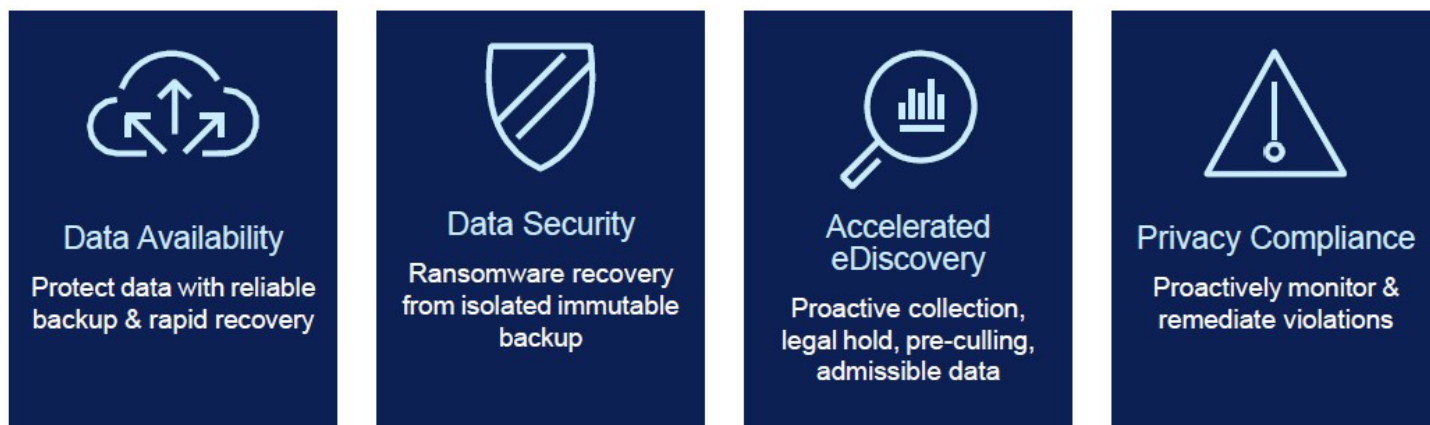 Data Availability
Protect data with reliable
backup & rapid recovery
Data Security
Ransomware recovery
from isolated immutable
backup
Accelerated
eDiscovery
Proactive collection,
legal hold, pre-culling,
admissible data
Privacy Compliance
Proactively monitor &
remediate violations